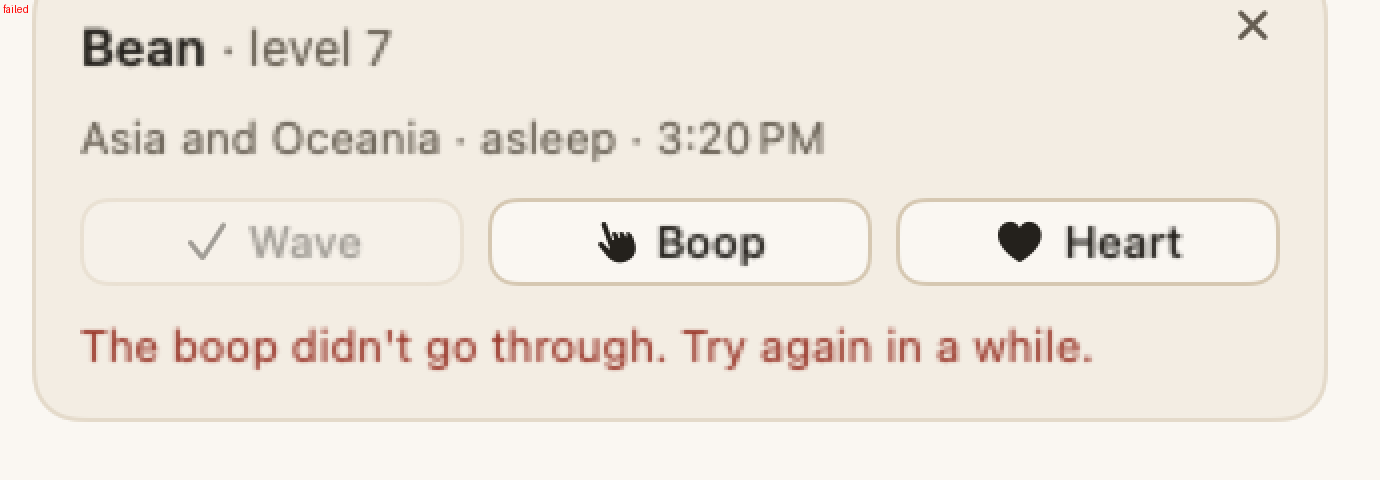 failed
Bean · level 7
Asia and Oceania · asleep · 3:20 PM
Wave
Boop
Heart
The boop didn't go through. Try again in a while.